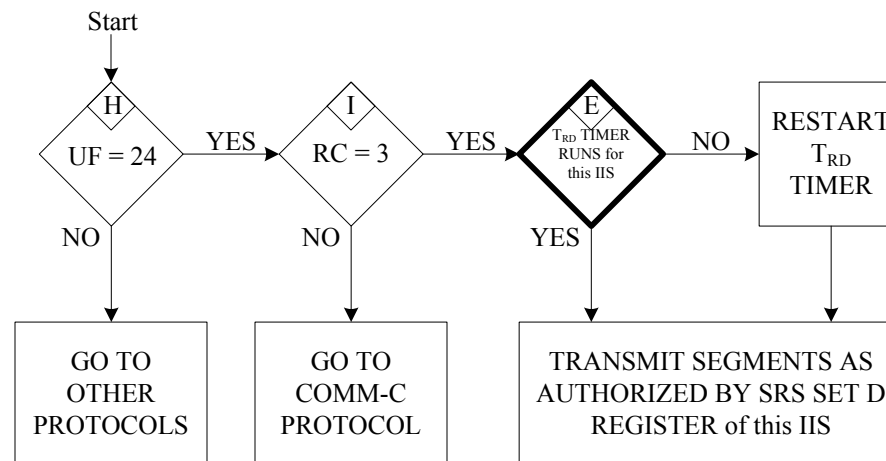 Start
H
UF = 24
YES
NO
I
RC = 3
YES
NO
E
TRD TIMER
RUNS for
this IIS
NO
YES
RESTART
TRD
TIMER
GO TO
OTHER
PROTOCOLS
GO TO
COMM-C
PROTOCOL
TRANSMIT SEGMENTS AS
AUTHORIZED BY SRS SET D
REGISTER of this IIS